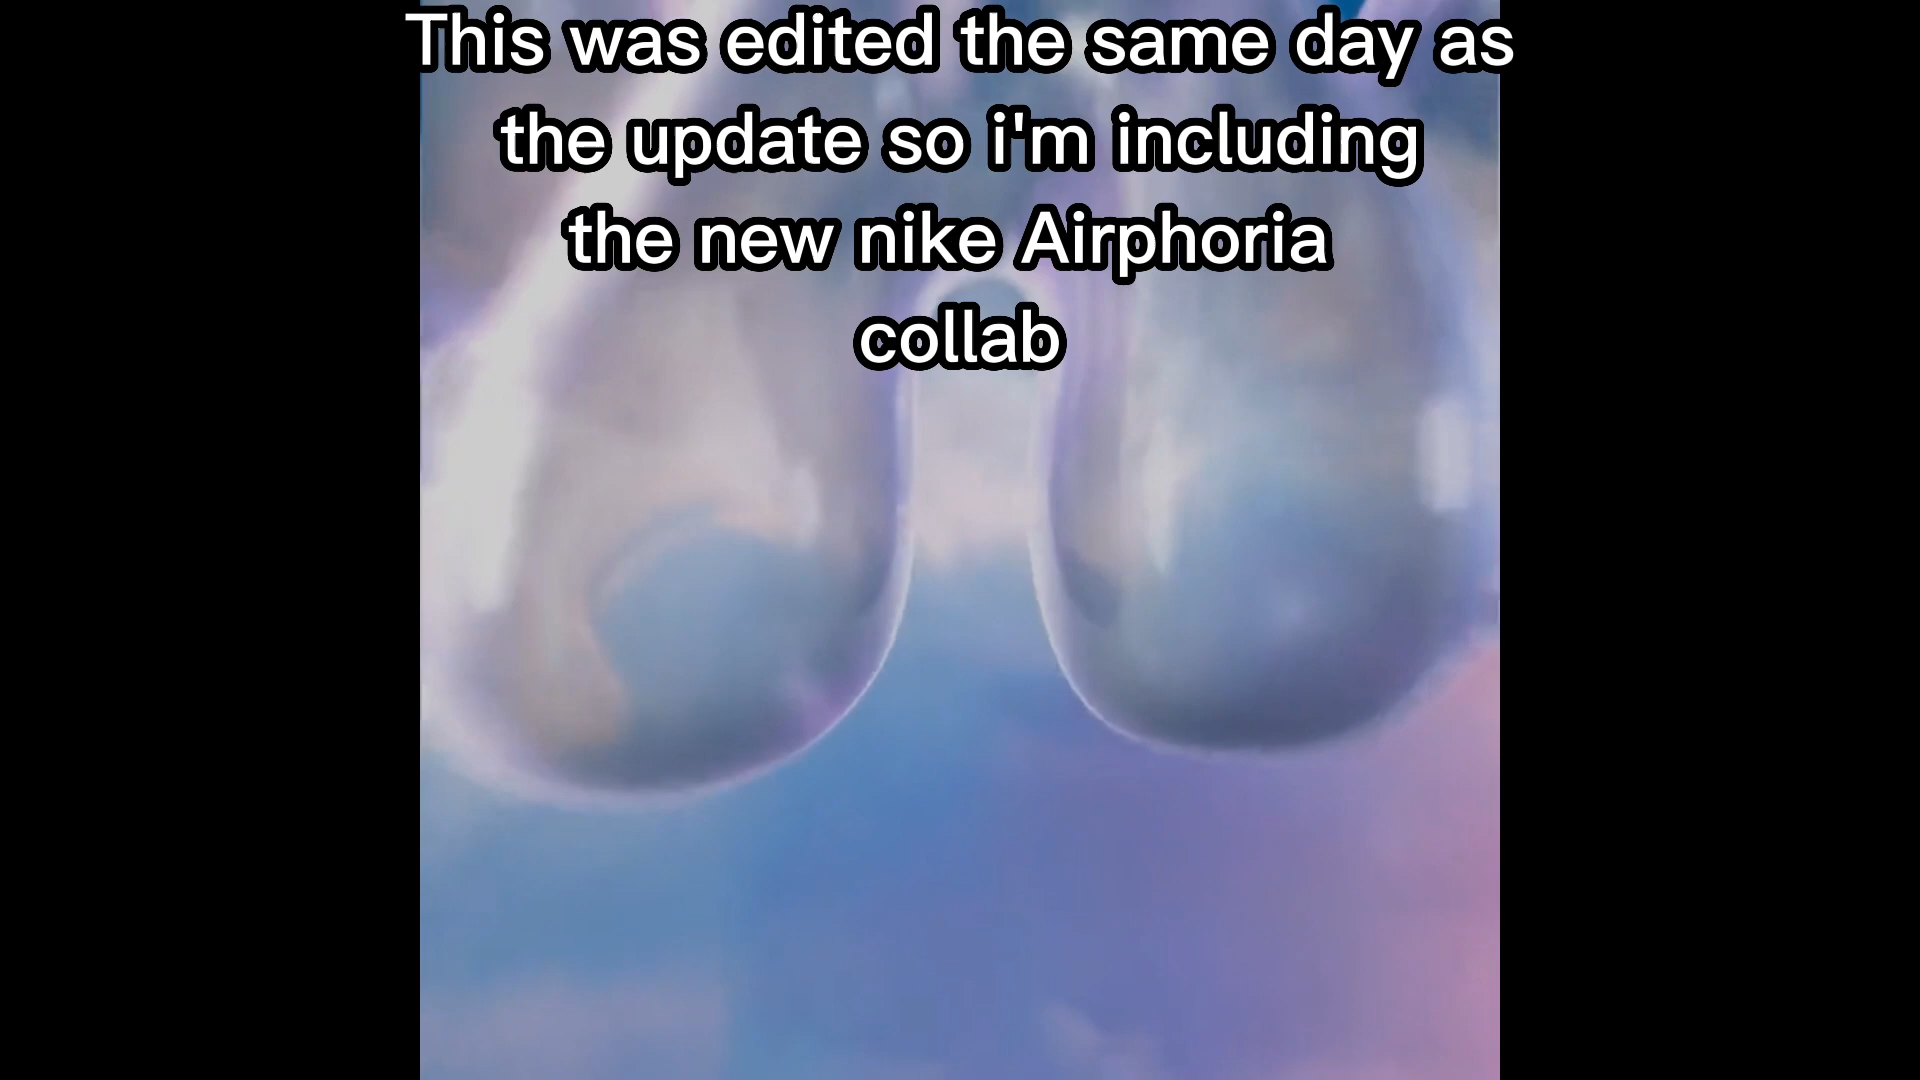 This was edited the same day as
the update so i'm including
the new nike Airphoria
collab